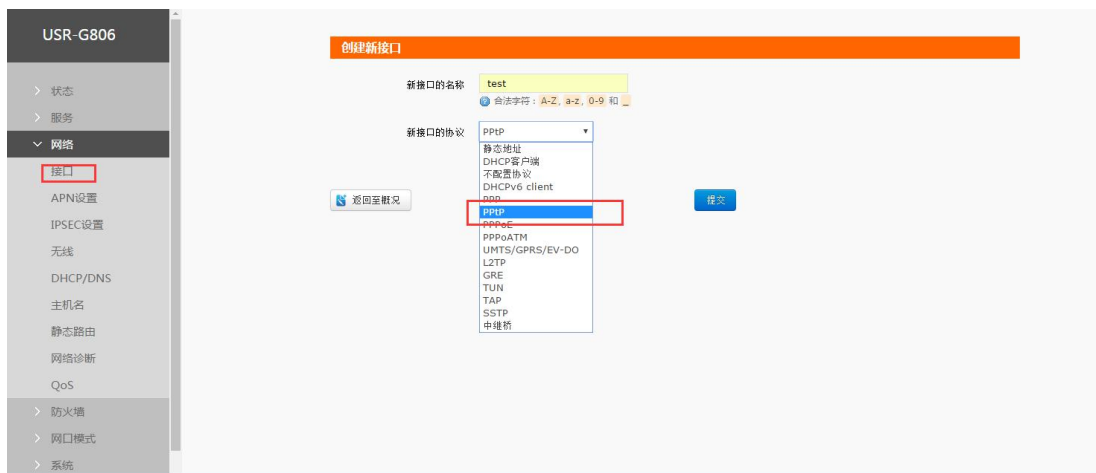 USR-G806
状态
服务
网络
接口
APN设置
IPSEC设置
无线
DHCP/DNS
主机名
静态路由
网络诊断
QoS
防火墙
网口模式
系统
创建新接口
新接口的名称 test
合法字符：A-Z, a-z, 0-9 和 _
新接口的协议 PPtP
静态地址
DHCP客户端
不配置协议
DHCPv6 client
PPP
PPtP
PPPoE
PPPoATM
UMTS/GPRS/EV-DO
L2TP
GRE
TUN
TAP
SSTP
中继桥
返回至概况
提交